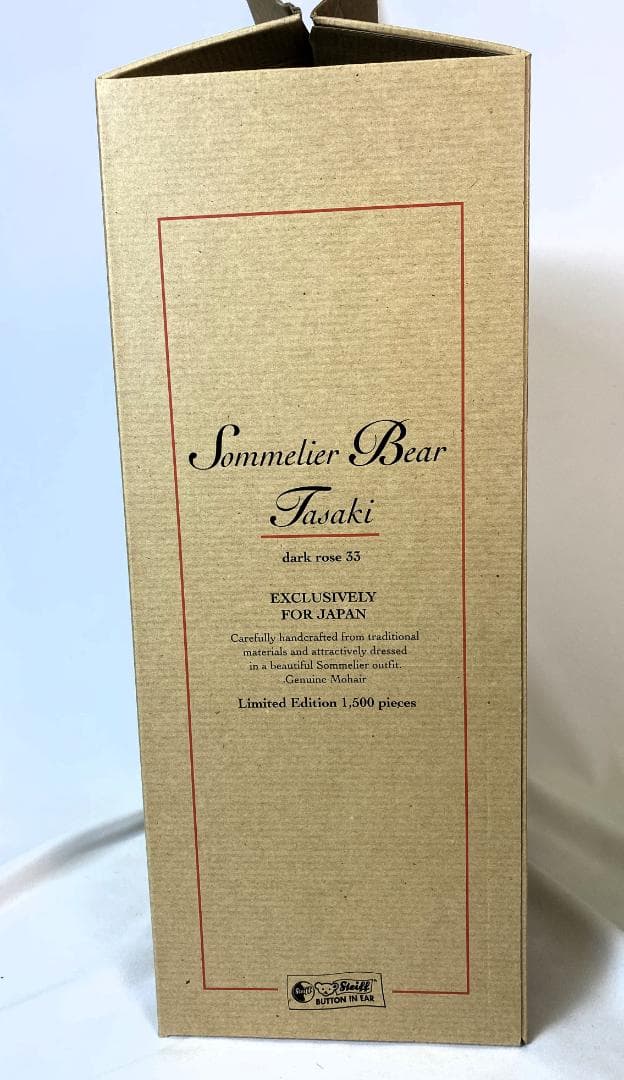 Sommelier Bear
Tasaki
dark rose 33
EXCLUSIVELY
FOR JAPAN
Carefully handcrafted from traditional
materials and attractively dressed
in a beautiful Sommelier outfit.
Genuine Mohair
Limited Edition 1,500 pieces
Steiff Steiff
BUTTON IN EAR